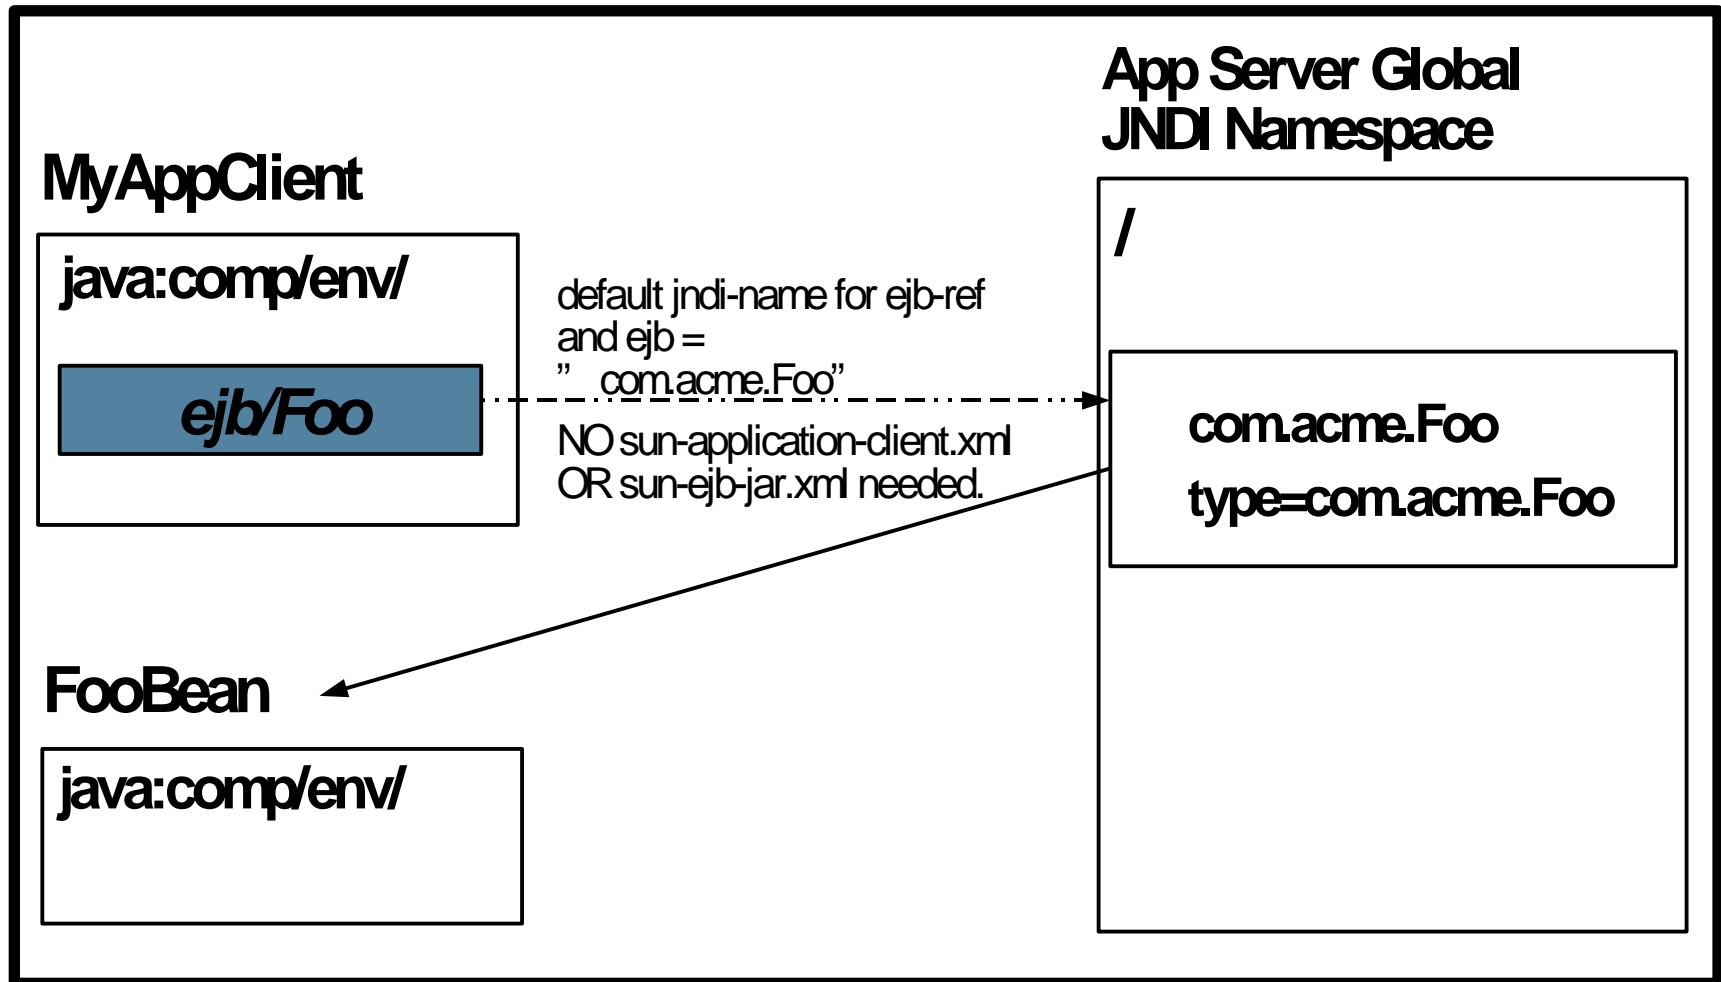 App Server Global
JNDI Namespace
MyAppClient
java:comp/env/
ejb/Foo
default jndi-name for ejb-ref
and ejb =
” com.acme.Foo”
NO sun-application-client.xml
OR sun-ejb-jar.xml needed.
/
com.acme.Foo
type=com.acme.Foo
FooBean
java:comp/env/